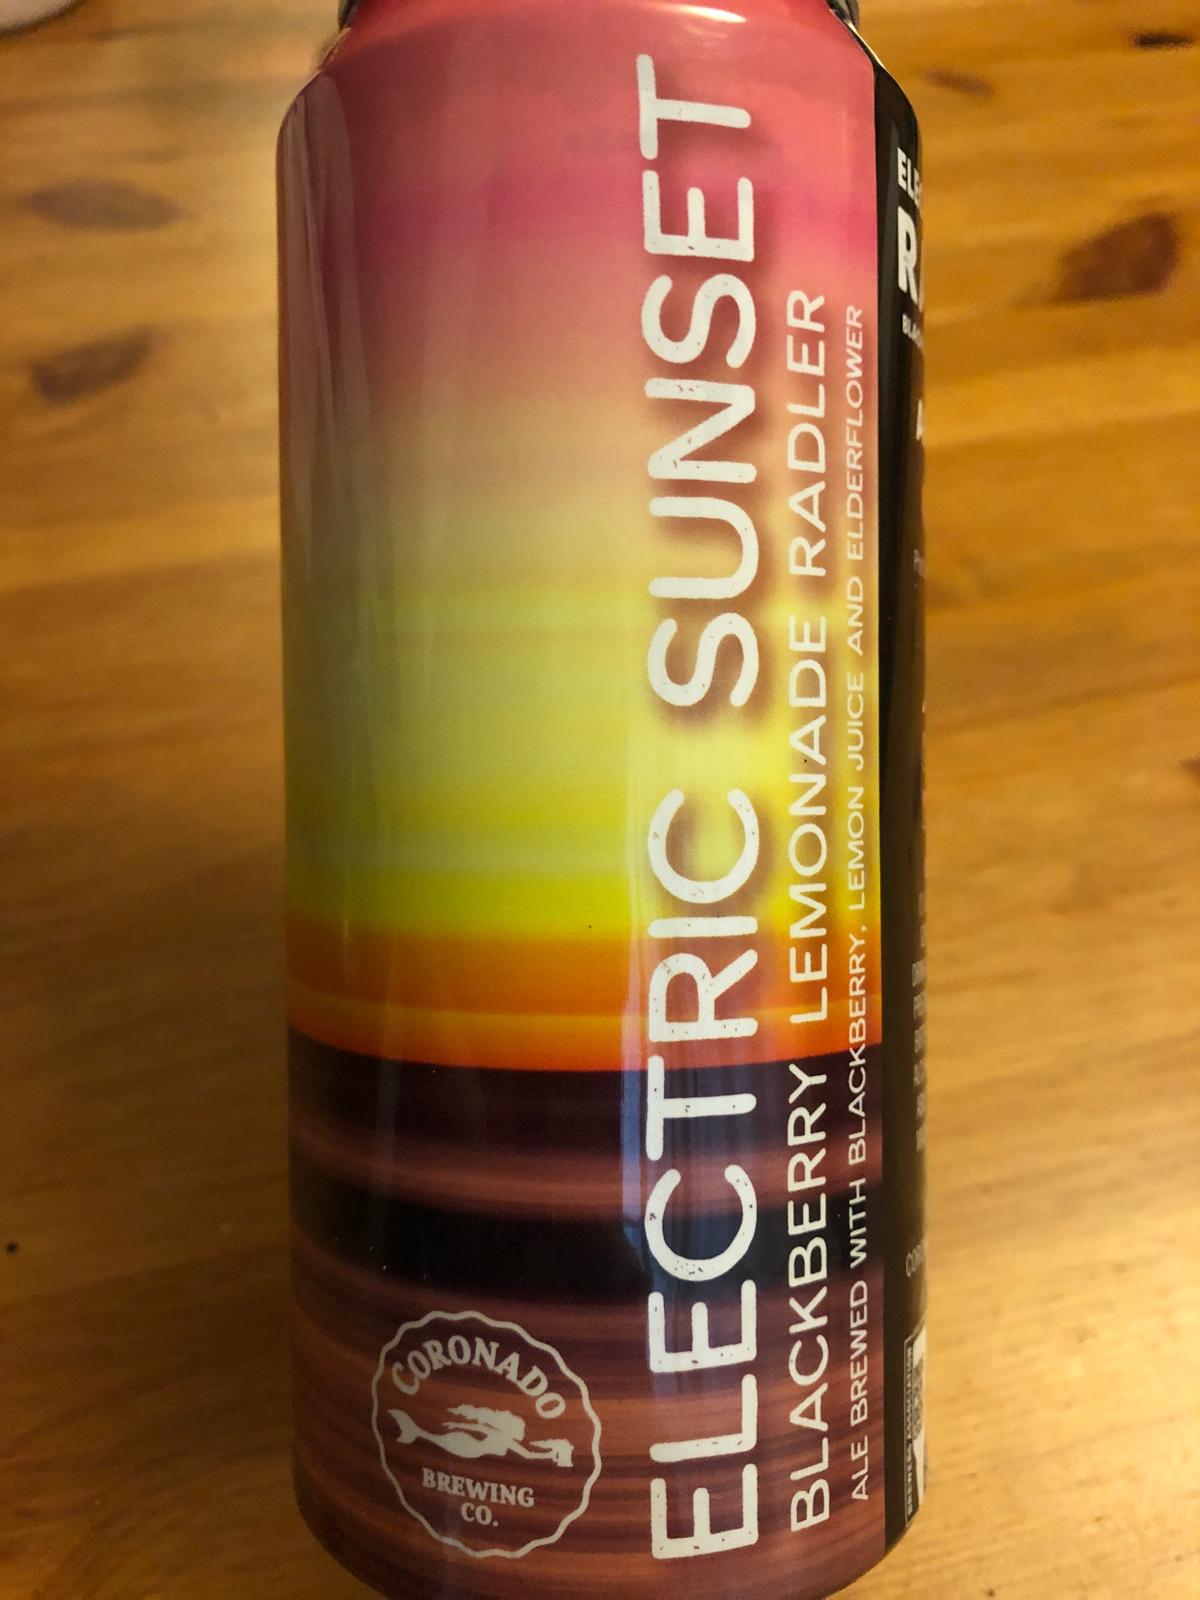 ELECTRIC SUNSET
BLACKBERRY LEMONADE RADLER
ALE BREWED WITH BLACKBERRY, LEMON JUICE AND ELDERFLOWER
CORONADO
BREWING
CO.